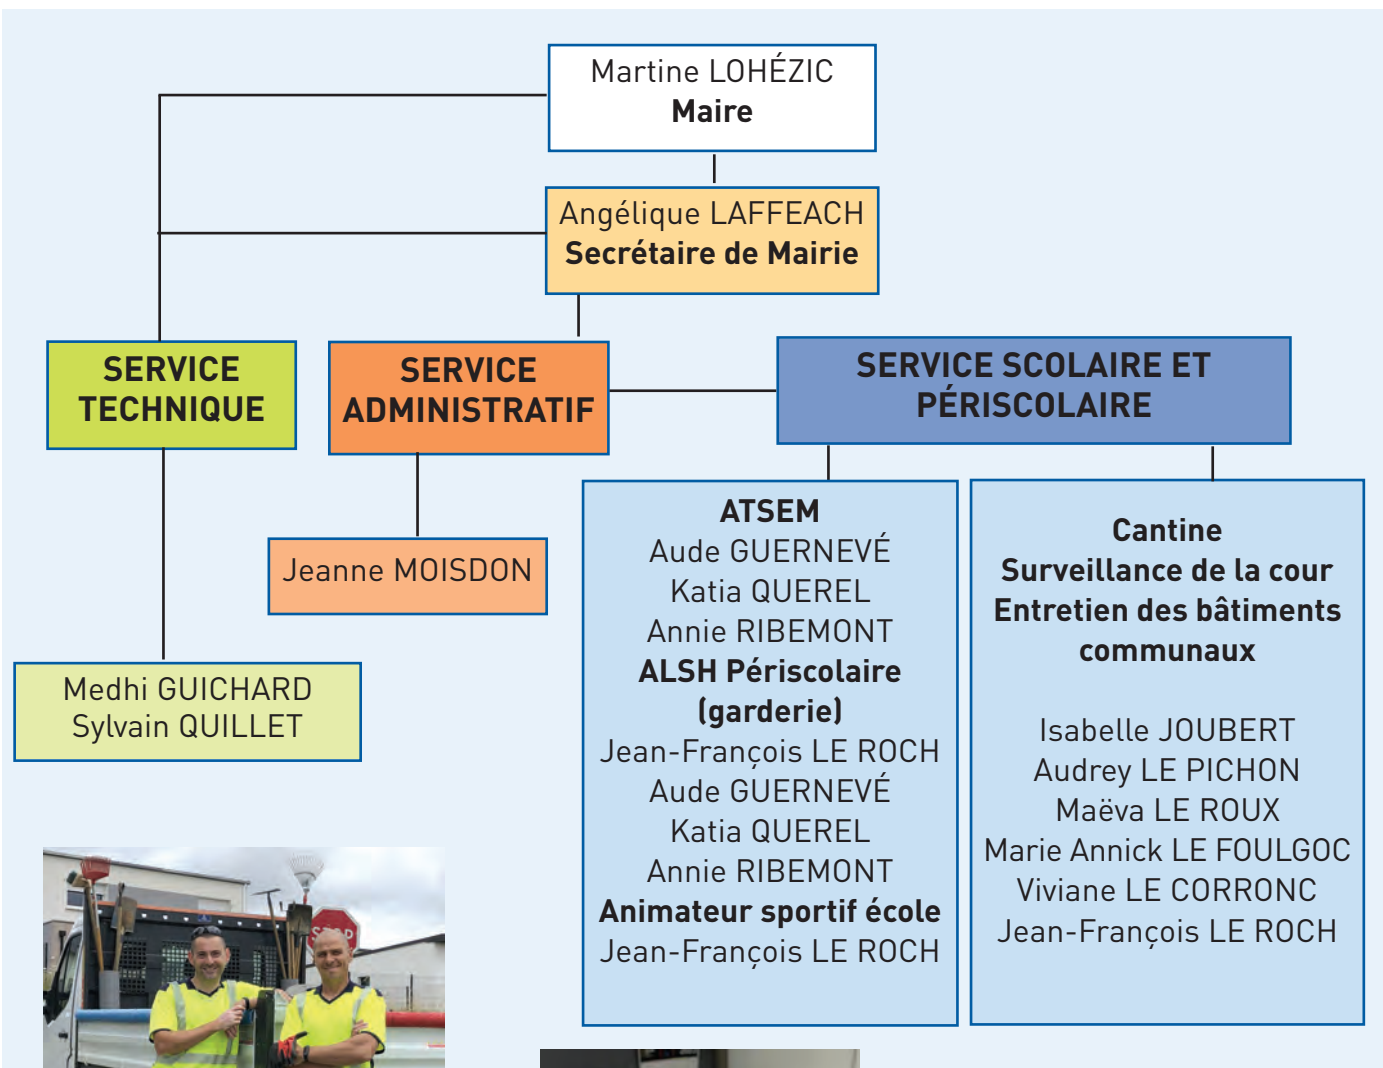 Martine LOHÉZIC
Maire
Angélique LAFFEACH
Secrétaire de Mairie
SERVICE
TECHNIQUE
SERVICE
ADMINISTRATIF
SERVICE SCOLAIRE ET
PÉRISCOLAIRE
Jeanne MOISDON
Medhi GUICHARD
Sylvain QUILLET
ATSEM
Aude GUERNEVÉ
Katia QUEREL
Annie RIBEMONT
ALSH Périscolaire
(garderie)
Jean-François LE ROCH
Aude GUERNEVÉ
Katia QUEREL
Annie RIBEMONT
Animateur sportif école
Jean-François LE ROCH
Cantine
Surveillance de la cour
Entretien des bâtiments
communaux
Isabelle JOUBERT
Audrey LE PICHON
Maëva LE ROUX
Marie Annick LE FOULGOC
Viviane LE CORRONC
Jean-François LE ROCH
STOP